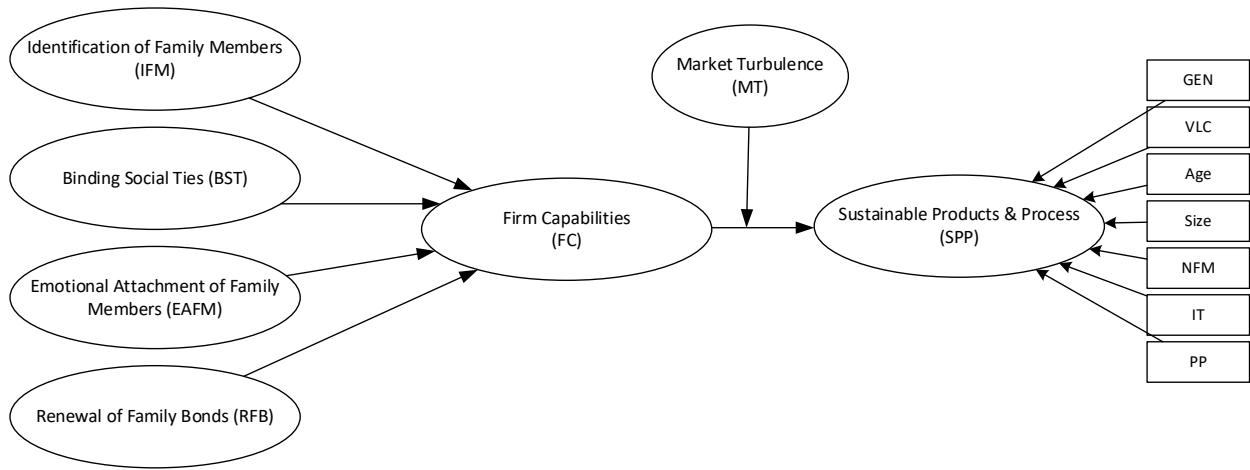 Identification of Family Members
(IFM)
Binding Social Ties (BST)
Emotional Attachment of Family
Members (EAFM)
Renewal of Family Bonds (RFB)
Firm Capabilities
(FC)
Market Turbulence
(MT)
Sustainable Products & Process
(SPP)
GEN
VLC
Age
Size
NFM
IT
PP